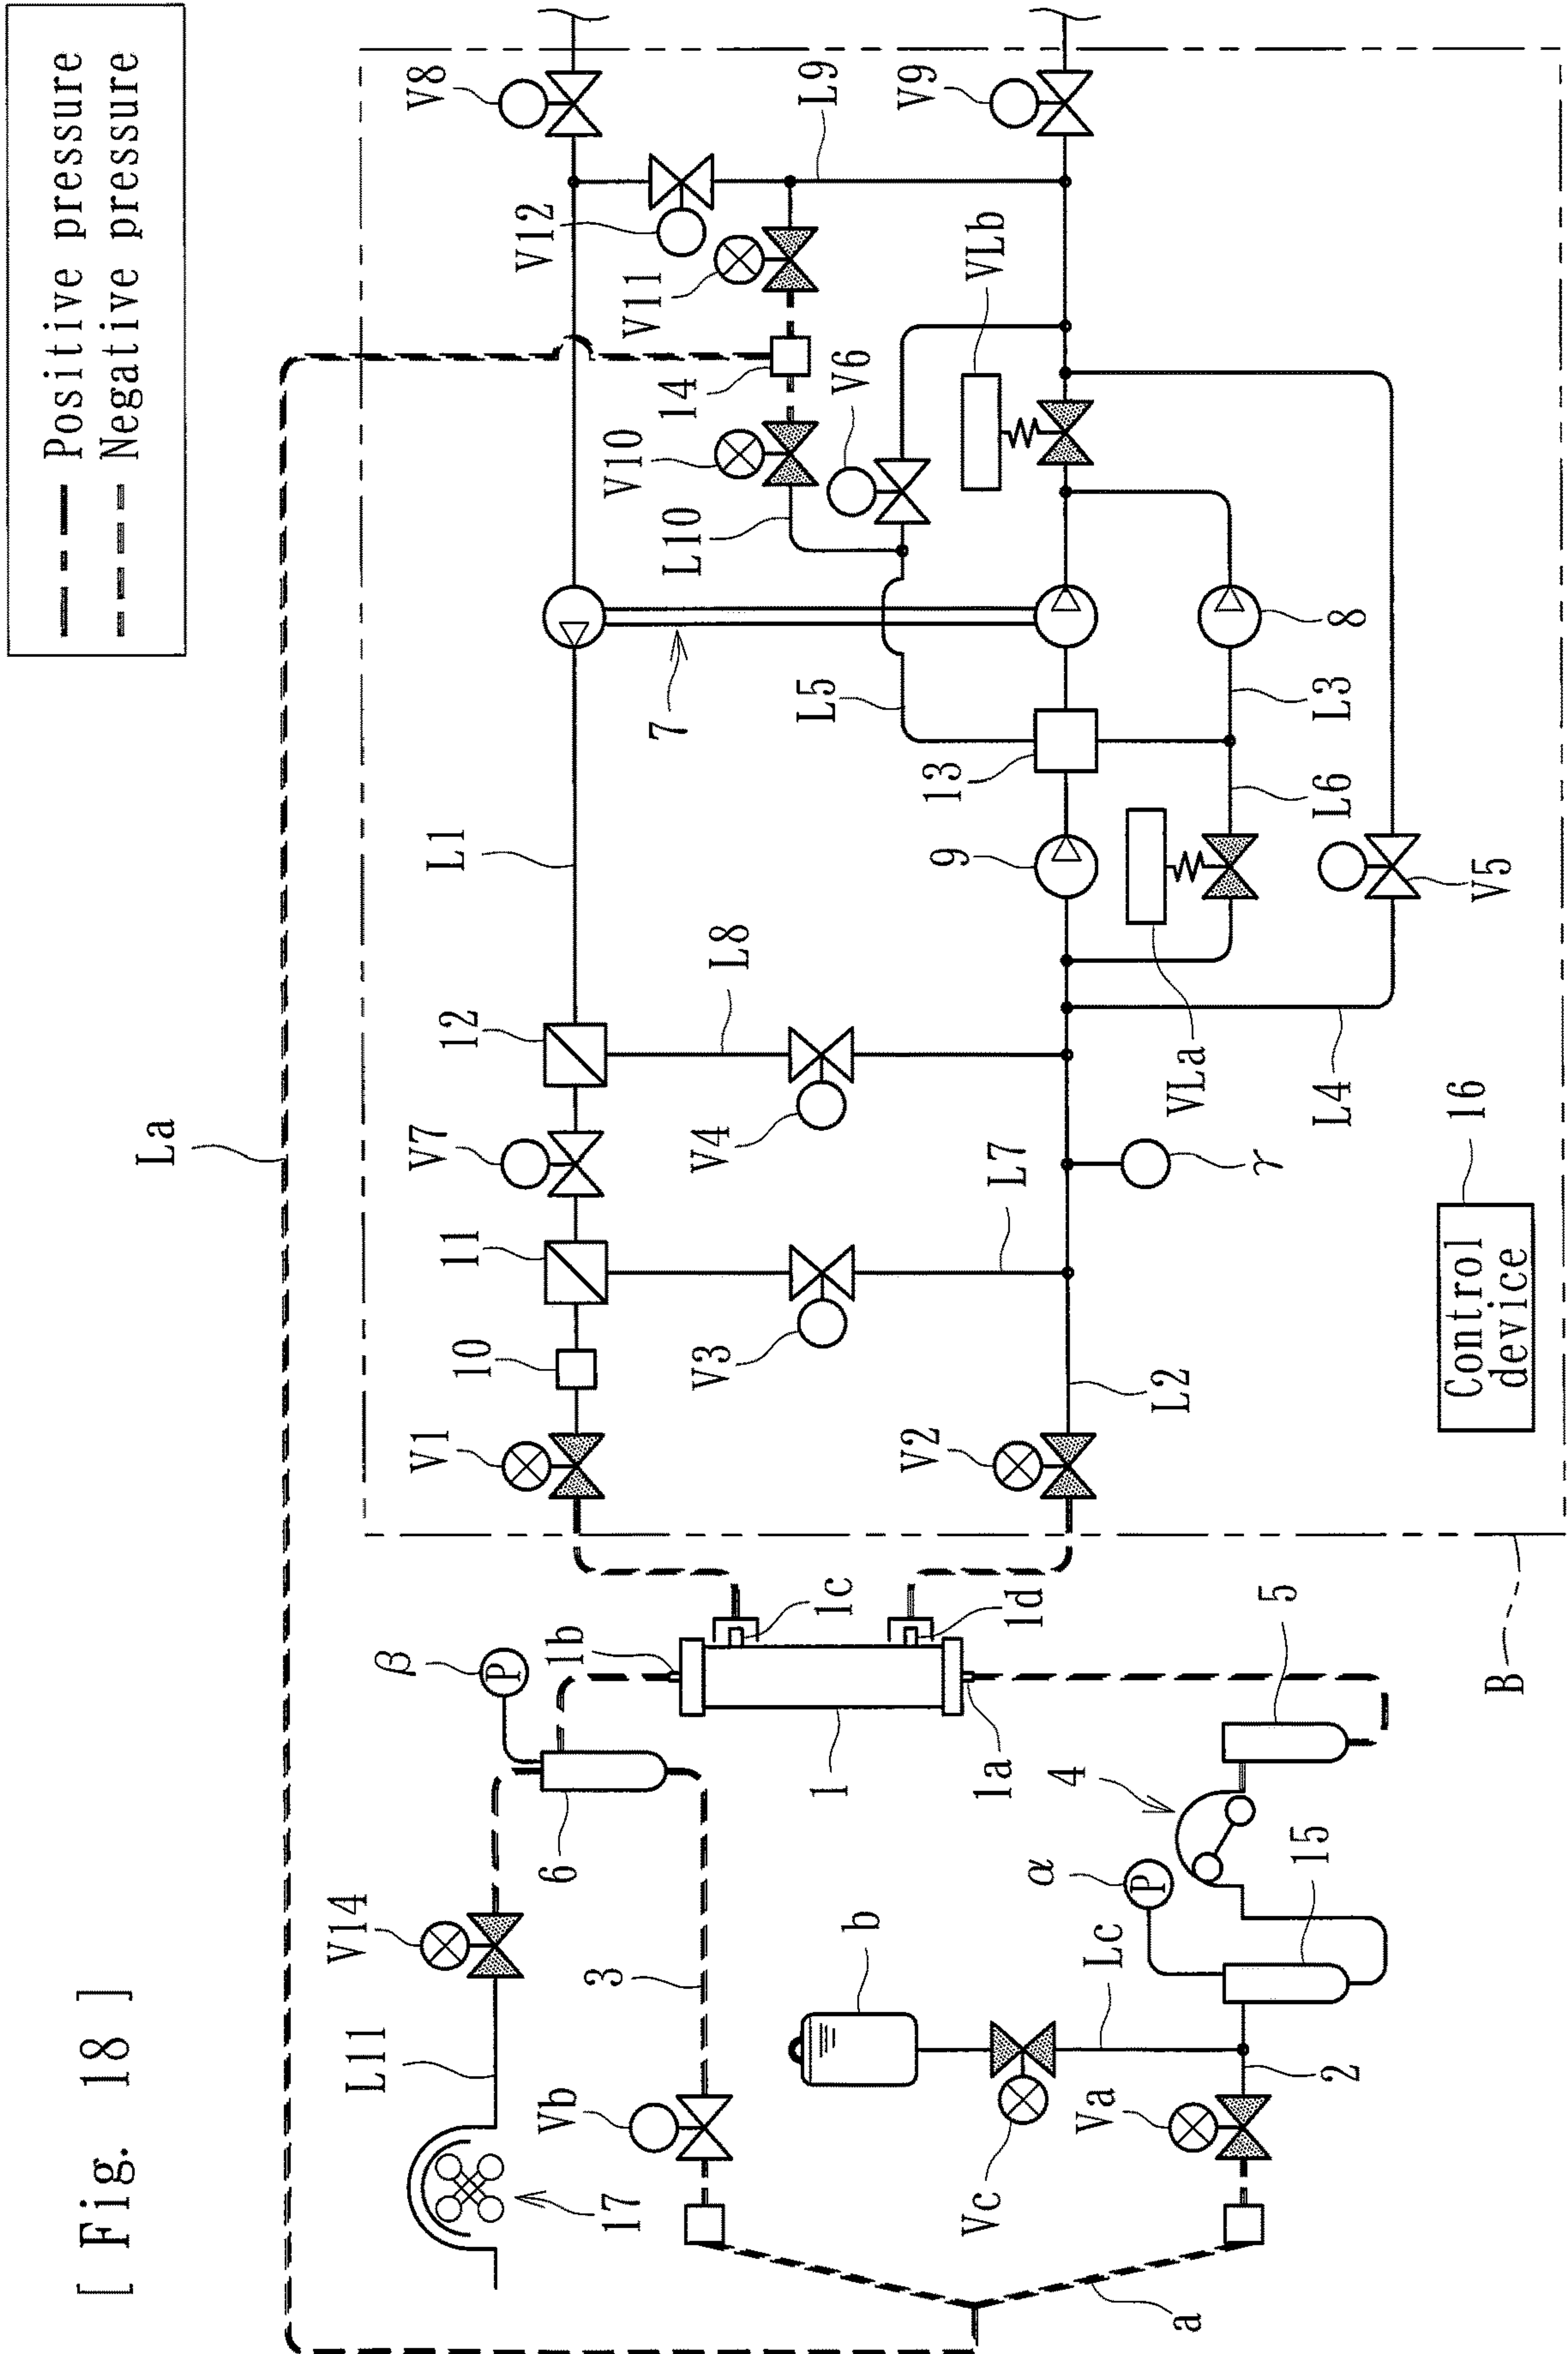 [ Fig. 18 ]
Positive pressure
Negative pressure
La
V8
V9
L9
V12
V11
VLb
14
V6
V10
L10
7
L5
8
L3
13
L6
9
L1
V5
L8
12
VLa
L4
V7
V4
16
Control
device
γ
L7
11
V3
10
L2
V1
V2
B
1c
1d
1b
β
P
5
1
1a
4
6
15
α
P
V14
b
3
Lc
L11
2
Vb
Va
Vc
17
a